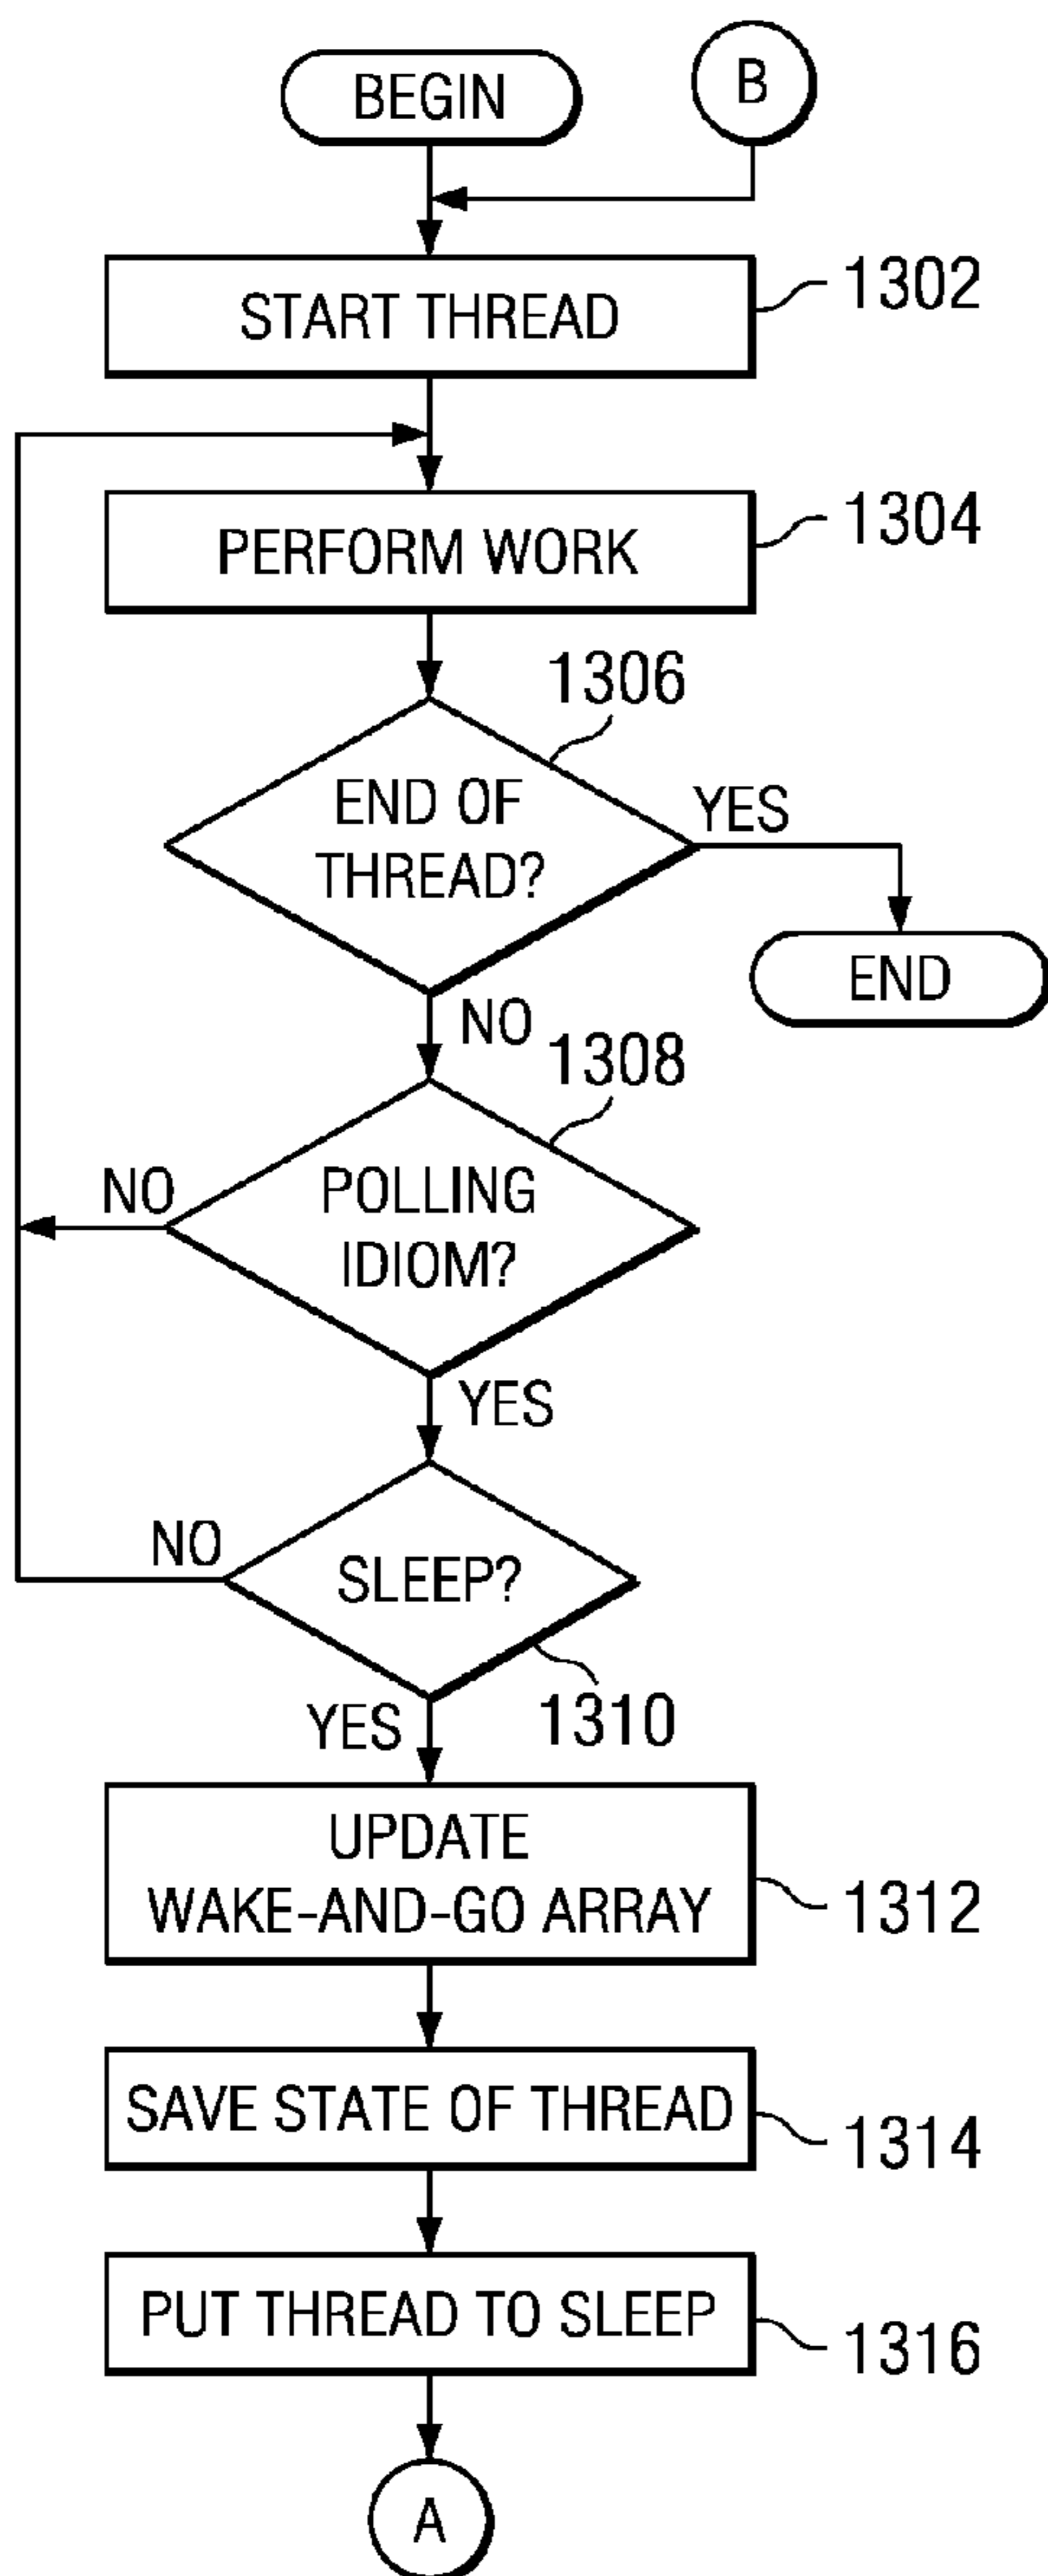 BEGIN
B
START THREAD
1302
PERFORM WORK
1304
1306
END OF
THREAD?
YES
END
NO
1308
POLLING
IDIOM?
NO
YES
SLEEP?
NO
1310
YES
UPDATE
WAKE-AND-GO ARRAY
1312
SAVE STATE OF THREAD
1314
PUT THREAD TO SLEEP
1316
A